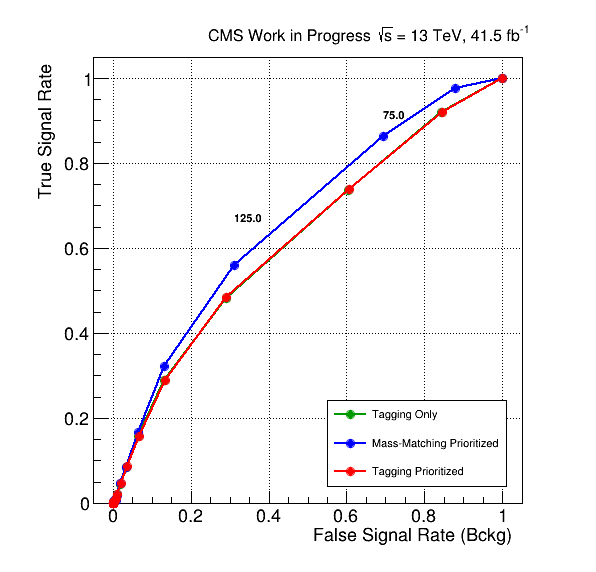 CMS Work in Progress √s = 13 TeV, 41.5 fb⁻¹
True Signal Rate
1
0.8
0.6
0.4
0.2
0
75.0
125.0
Tagging Only
Mass-Matching Prioritized
Tagging Prioritized
0 0.2 0.4 0.6 0.8 1
False Signal Rate (Bckg)